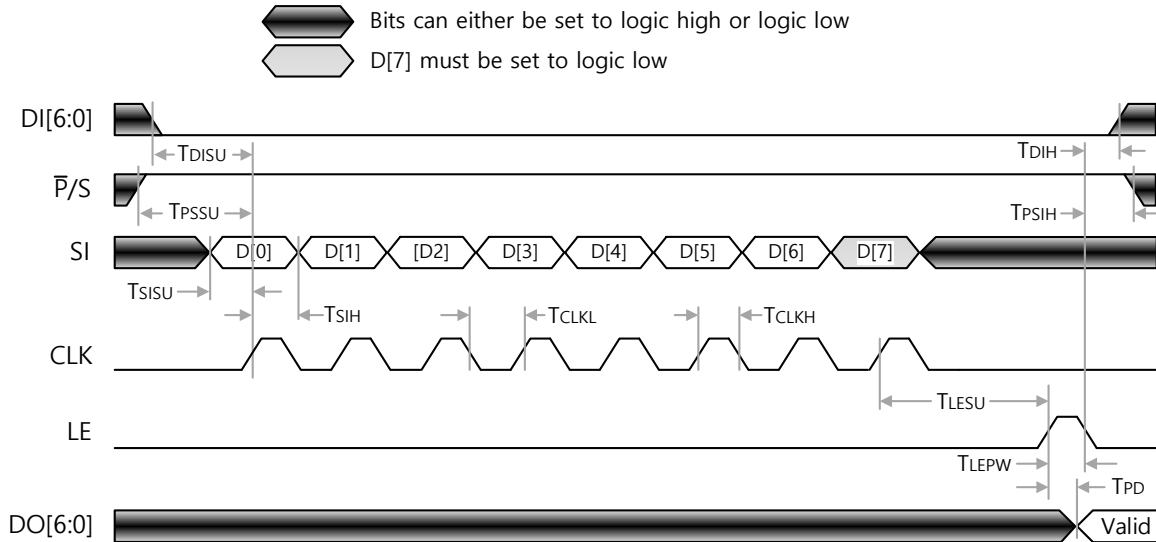 Bits can either be set to logic high or logic low
D[7] must be set to logic low
DI[6:0]
TDISU
TDIH
P̅/S
TPSSU
TPSIH
SI
D[0]
D[1]
[D2]
D[3]
D[4]
D[5]
D[6]
D[7]
TSISU
TSIH
TCLKL
TCLKH
CLK
TLESU
LE
TLEPW
TPD
DO[6:0]
Valid